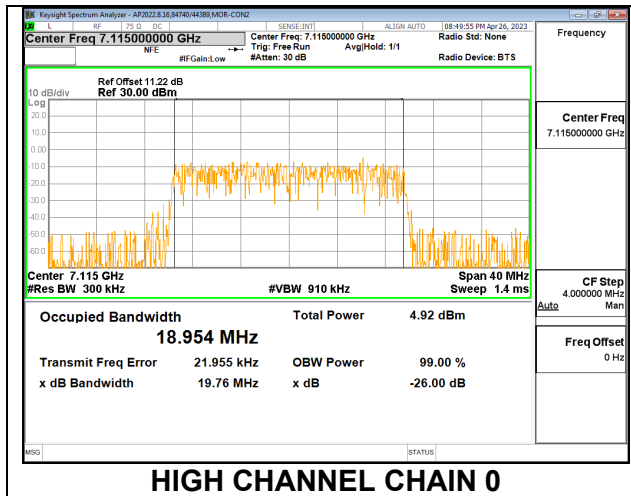 Keysight Spectrum Analyzer - AP2022.8.16,84740/44389,MOR-CON2
L RF 75 Ω DC SENSE:INT ALIGN AUTO 08:49:55 PM Apr 26, 2023
Center Freq 7.115000000 GHz
NFE
#IFGain:Low
Center Freq: 7.115000000 GHz
Trig: Free Run Avg|Hold: 1/1
#Atten: 30 dB
Radio Std: None
Radio Device: BTS
Frequency
Ref Offset 11.22 dB
10 dB/div Ref 30.00 dBm
Log
20.0
10.0
0.00
-10.0
-20.0
-30.0
-40.0
-50.0
-60.0
Center 7.115 GHz Span 40 MHz
#Res BW 300 kHz #VBW 910 kHz Sweep 1.4 ms
Center Freq
7.115000000 GHz
CF Step
4.000000 MHz
Auto Man
Freq Offset
0 Hz
Occupied Bandwidth Total Power 4.92 dBm
18.954 MHz
Transmit Freq Error 21.955 kHz OBW Power 99.00 %
x dB Bandwidth 19.76 MHz x dB -26.00 dB
MSG STATUS
HIGH CHANNEL CHAIN 0